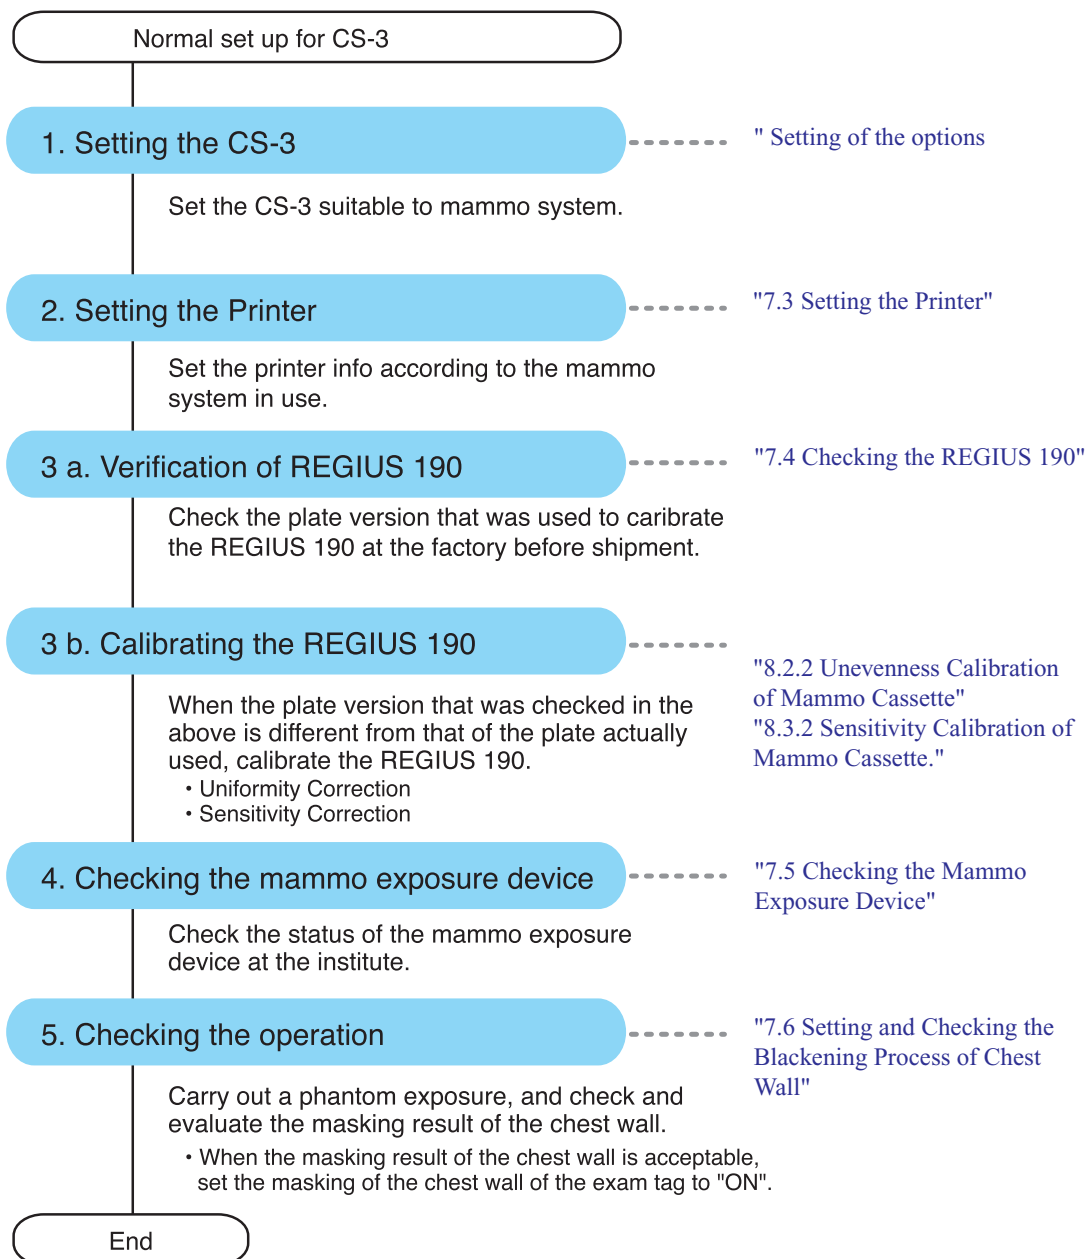 Normal set up for CS-3
1. Setting the CS-3
" Setting of the options
Set the CS-3 suitable to mammo system.
2. Setting the Printer
"7.3 Setting the Printer"
Set the printer info according to the mammo
system in use.
3 a. Verification of REGIUS 190
"7.4 Checking the REGIUS 190"
Check the plate version that was used to caribrate
the REGIUS 190 at the factory before shipment.
3 b. Calibrating the REGIUS 190
"8.2.2 Unevenness Calibration
of Mammo Cassette"
"8.3.2 Sensitivity Calibration of
Mammo Cassette."
When the plate version that was checked in the
above is different from that of the plate actually
used, calibrate the REGIUS 190.
・Uniformity Correction
・Sensitivity Correction
4. Checking the mammo exposure device
"7.5 Checking the Mammo
Exposure Device"
Check the status of the mammo exposure
device at the institute.
5. Checking the operation
"7.6 Setting and Checking the
Blackening Process of Chest
Wall"
Carry out a phantom exposure, and check and
evaluate the masking result of the chest wall.
・When the masking result of the chest wall is acceptable,
set the masking of the chest wall of the exam tag to "ON".
End